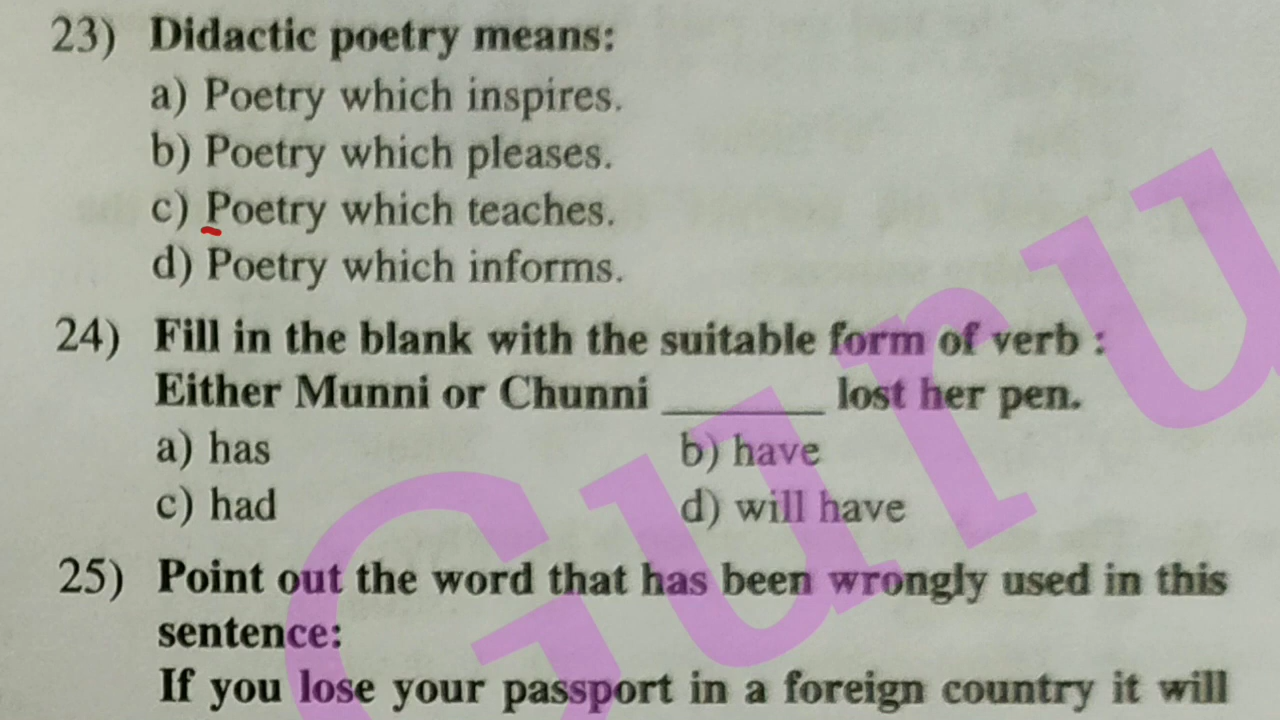 23) Didactic poetry means:
a) Poetry which inspires.
b) Poetry which pleases.
c) Poetry which teaches.
d) Poetry which informs.
24) Fill in the blank with the suitable form of verb :
Either Munni or Chunni ______ lost her pen.
a) has b) have
c) had d) will have
25) Point out the word that has been wrongly used in this
sentence:
If you lose your passport in a foreign country it will
Guru